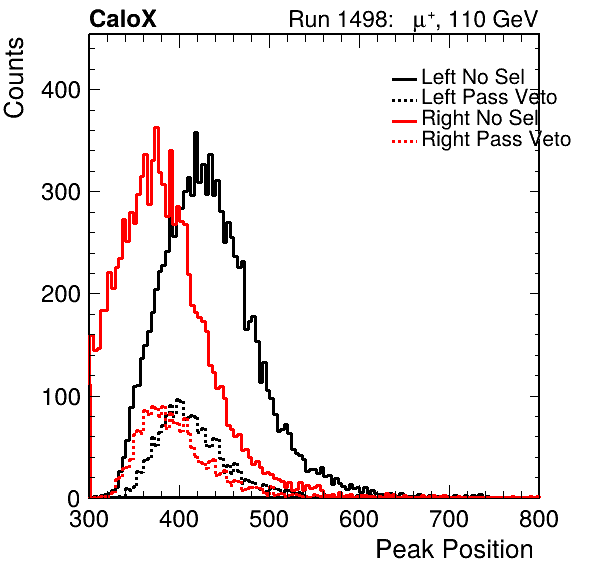 CaloX Run 1498: μ⁺, 110 GeV
Counts
Left No Sel
Left Pass Veto
Right No Sel
Right Pass Veto
400
300
200
100
0
300 400 500 600 700 800
Peak Position